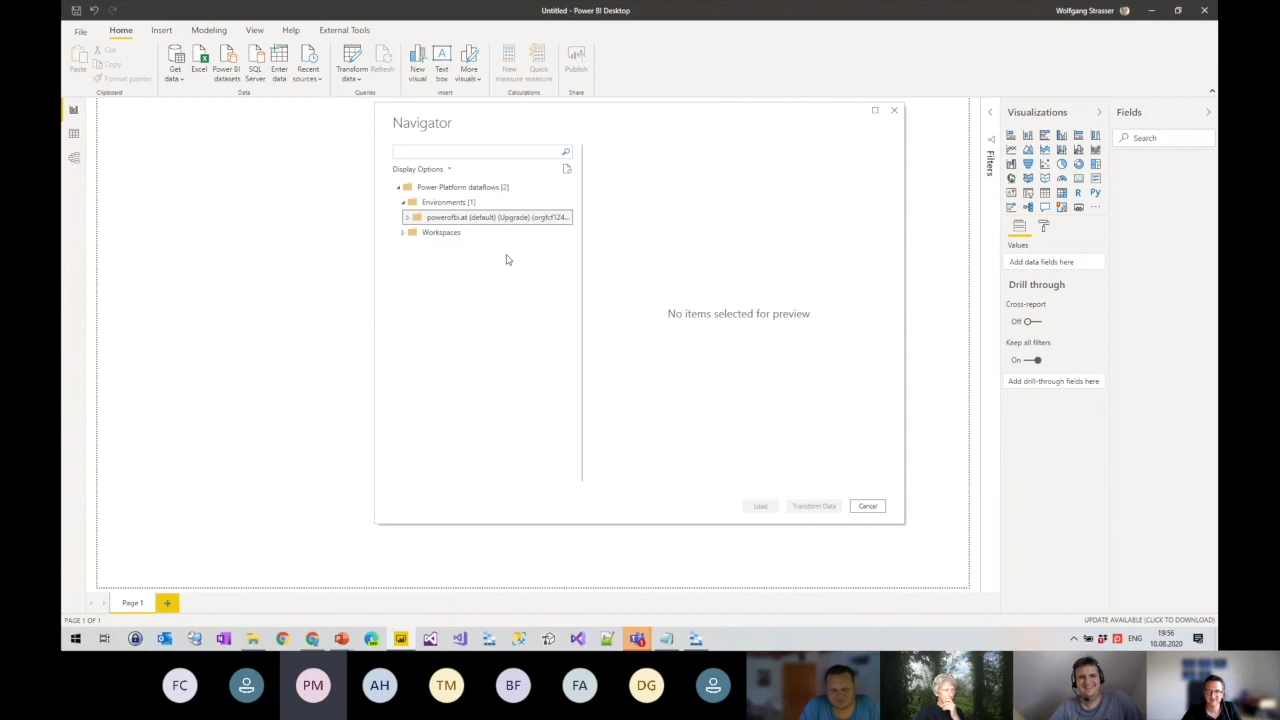 Untitled - Power BI Desktop
Wolfgang Strasser
File
Home
Insert
Modeling
View
Help
External Tools
Paste
Cut
Copy
Format painter
Get data
Excel
Power BI datasets
SQL Server
Enter data
Recent sources
Transform data
Refresh
New visual
Text box
More visuals
New measure
Quick measure
Publish
Clipboard
Data
Queries
Insert
Calculations
Share
Navigator
Display Options
Power Platform dataflows [2]
Environments [1]
powerofbi.at (default) (Upgrade) (orgfcf124...
Workspaces
No items selected for preview
Load
Transform Data
Cancel
Filters
Visualizations
R
Py
Values
Add data fields here
Drill through
Cross-report
Off
Keep all filters
On
Add drill-through fields here
Fields
Search
Page 1
PAGE 1 OF 1
UPDATE AVAILABLE (CLICK TO DOWNLOAD)
ENG
19:56
10.08.2020
FC
PM
AH
TM
BF
FA
DG